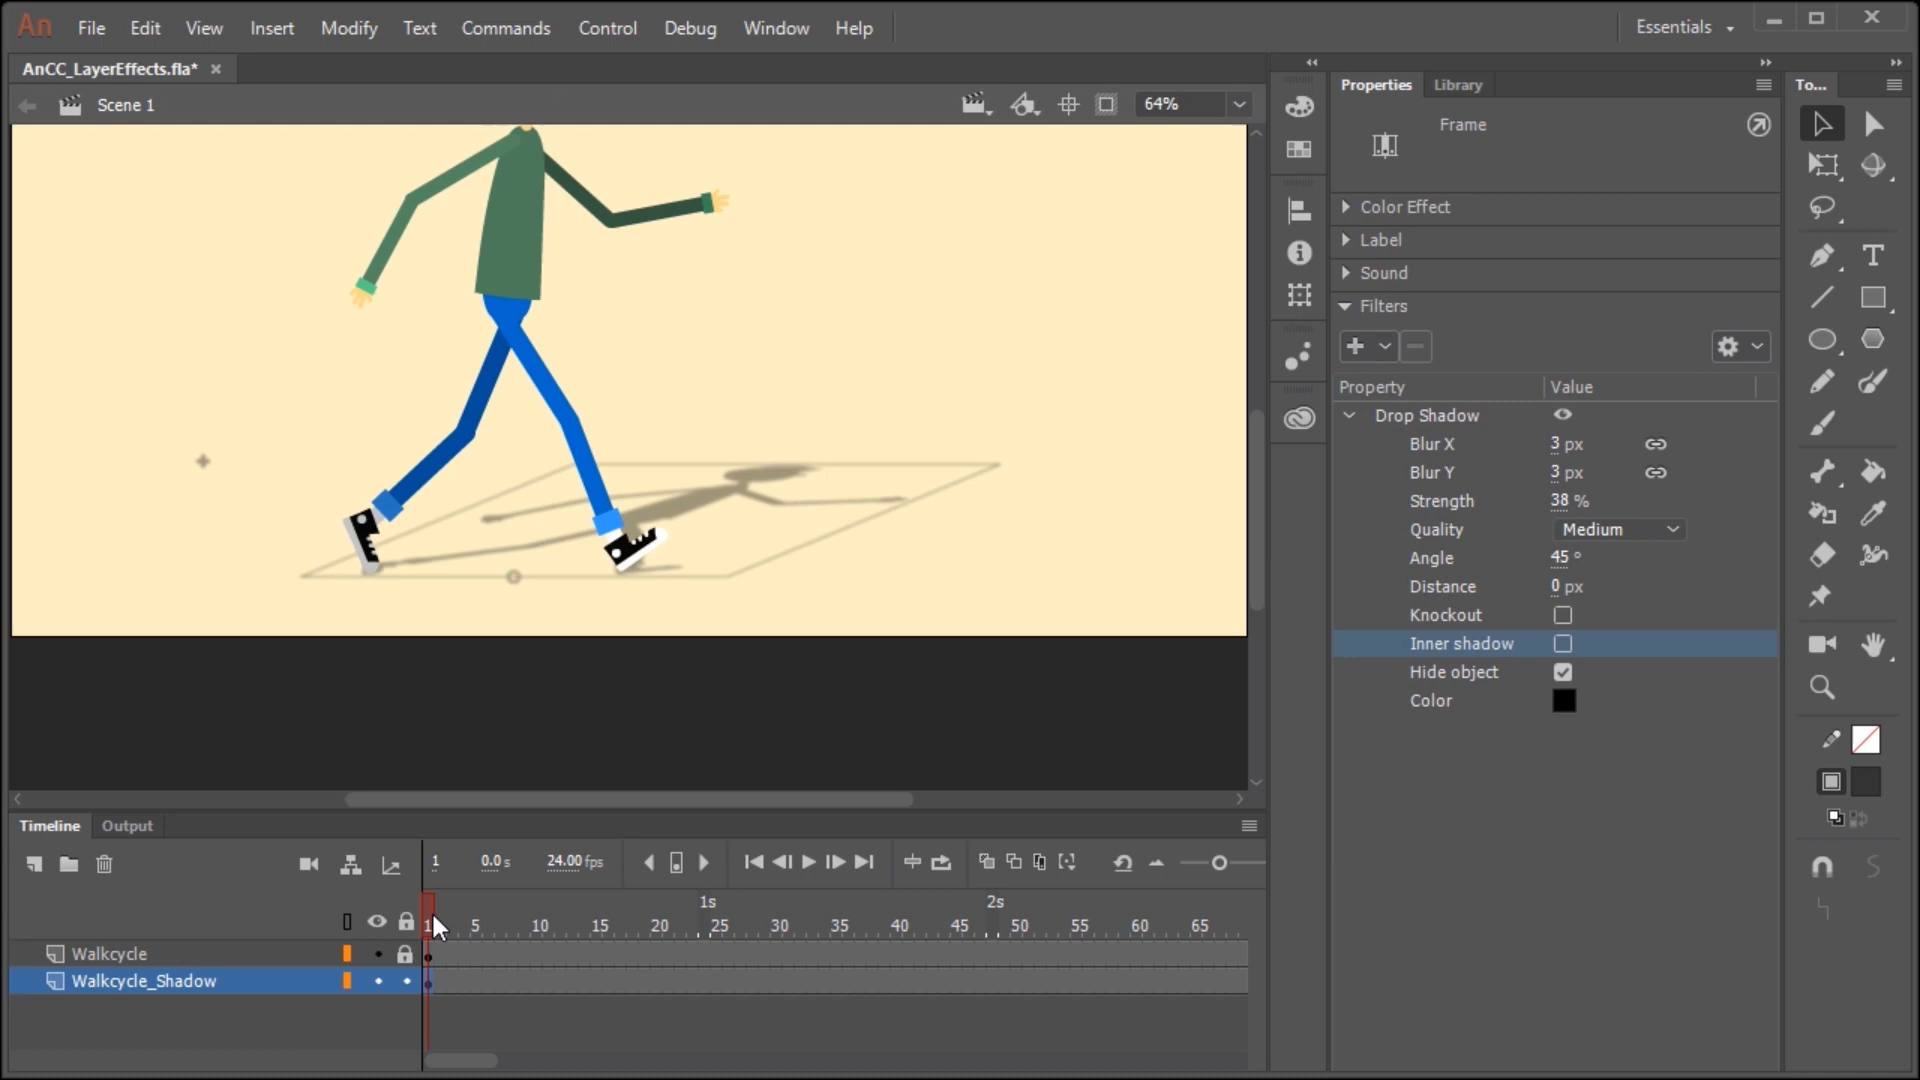 An File Edit View Insert Modify Text Commands Control Debug Window Help Essentials
AnCC_LayerEffects.fla*
Scene 1 64%
Properties Library
To...
Frame
Color Effect
Label
Sound
Filters
Property Value
Drop Shadow
Blur X 3 px
Blur Y 3 px
Strength 38 %
Quality Medium
Angle 45 °
Distance 0 px
Knockout
Inner shadow
Hide object
Color
Timeline Output
1 0.0 s 24.00 fps
1s 2s
1 5 10 15 20 25 30 35 40 45 50 55 60 65
Walkcycle
Walkcycle_Shadow